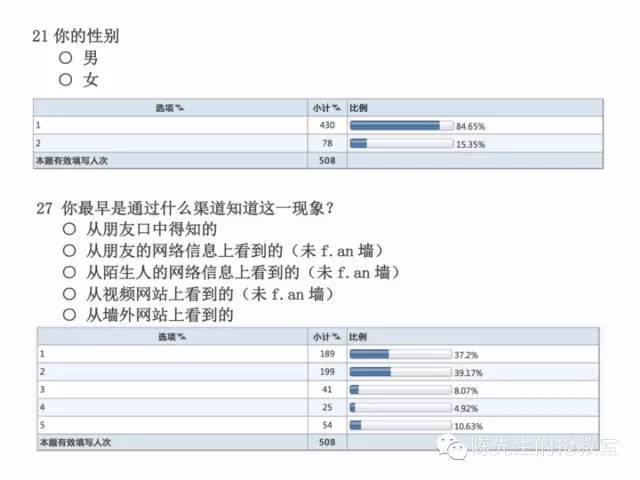 21 你的性别
○ 男
○ 女
选项 小计 比例
1 430 84.65%
2 78 15.35%
本题有效填写人次 508
27 你最早是通过什么渠道知道这一现象？
○ 从朋友口中得知的
○ 从朋友的网络信息上看到的（未 f.an 墙）
○ 从陌生人的网络信息上看到的（未 f.an 墙）
○ 从视频网站上看到的（未 f.an 墙）
○ 从墙外网站上看到的
选项 小计 比例
1 189 37.2%
2 199 39.17%
3 41 8.07%
4 25 4.92%
5 54 10.63%
本题有效填写人次 508
陈先生的抢救室